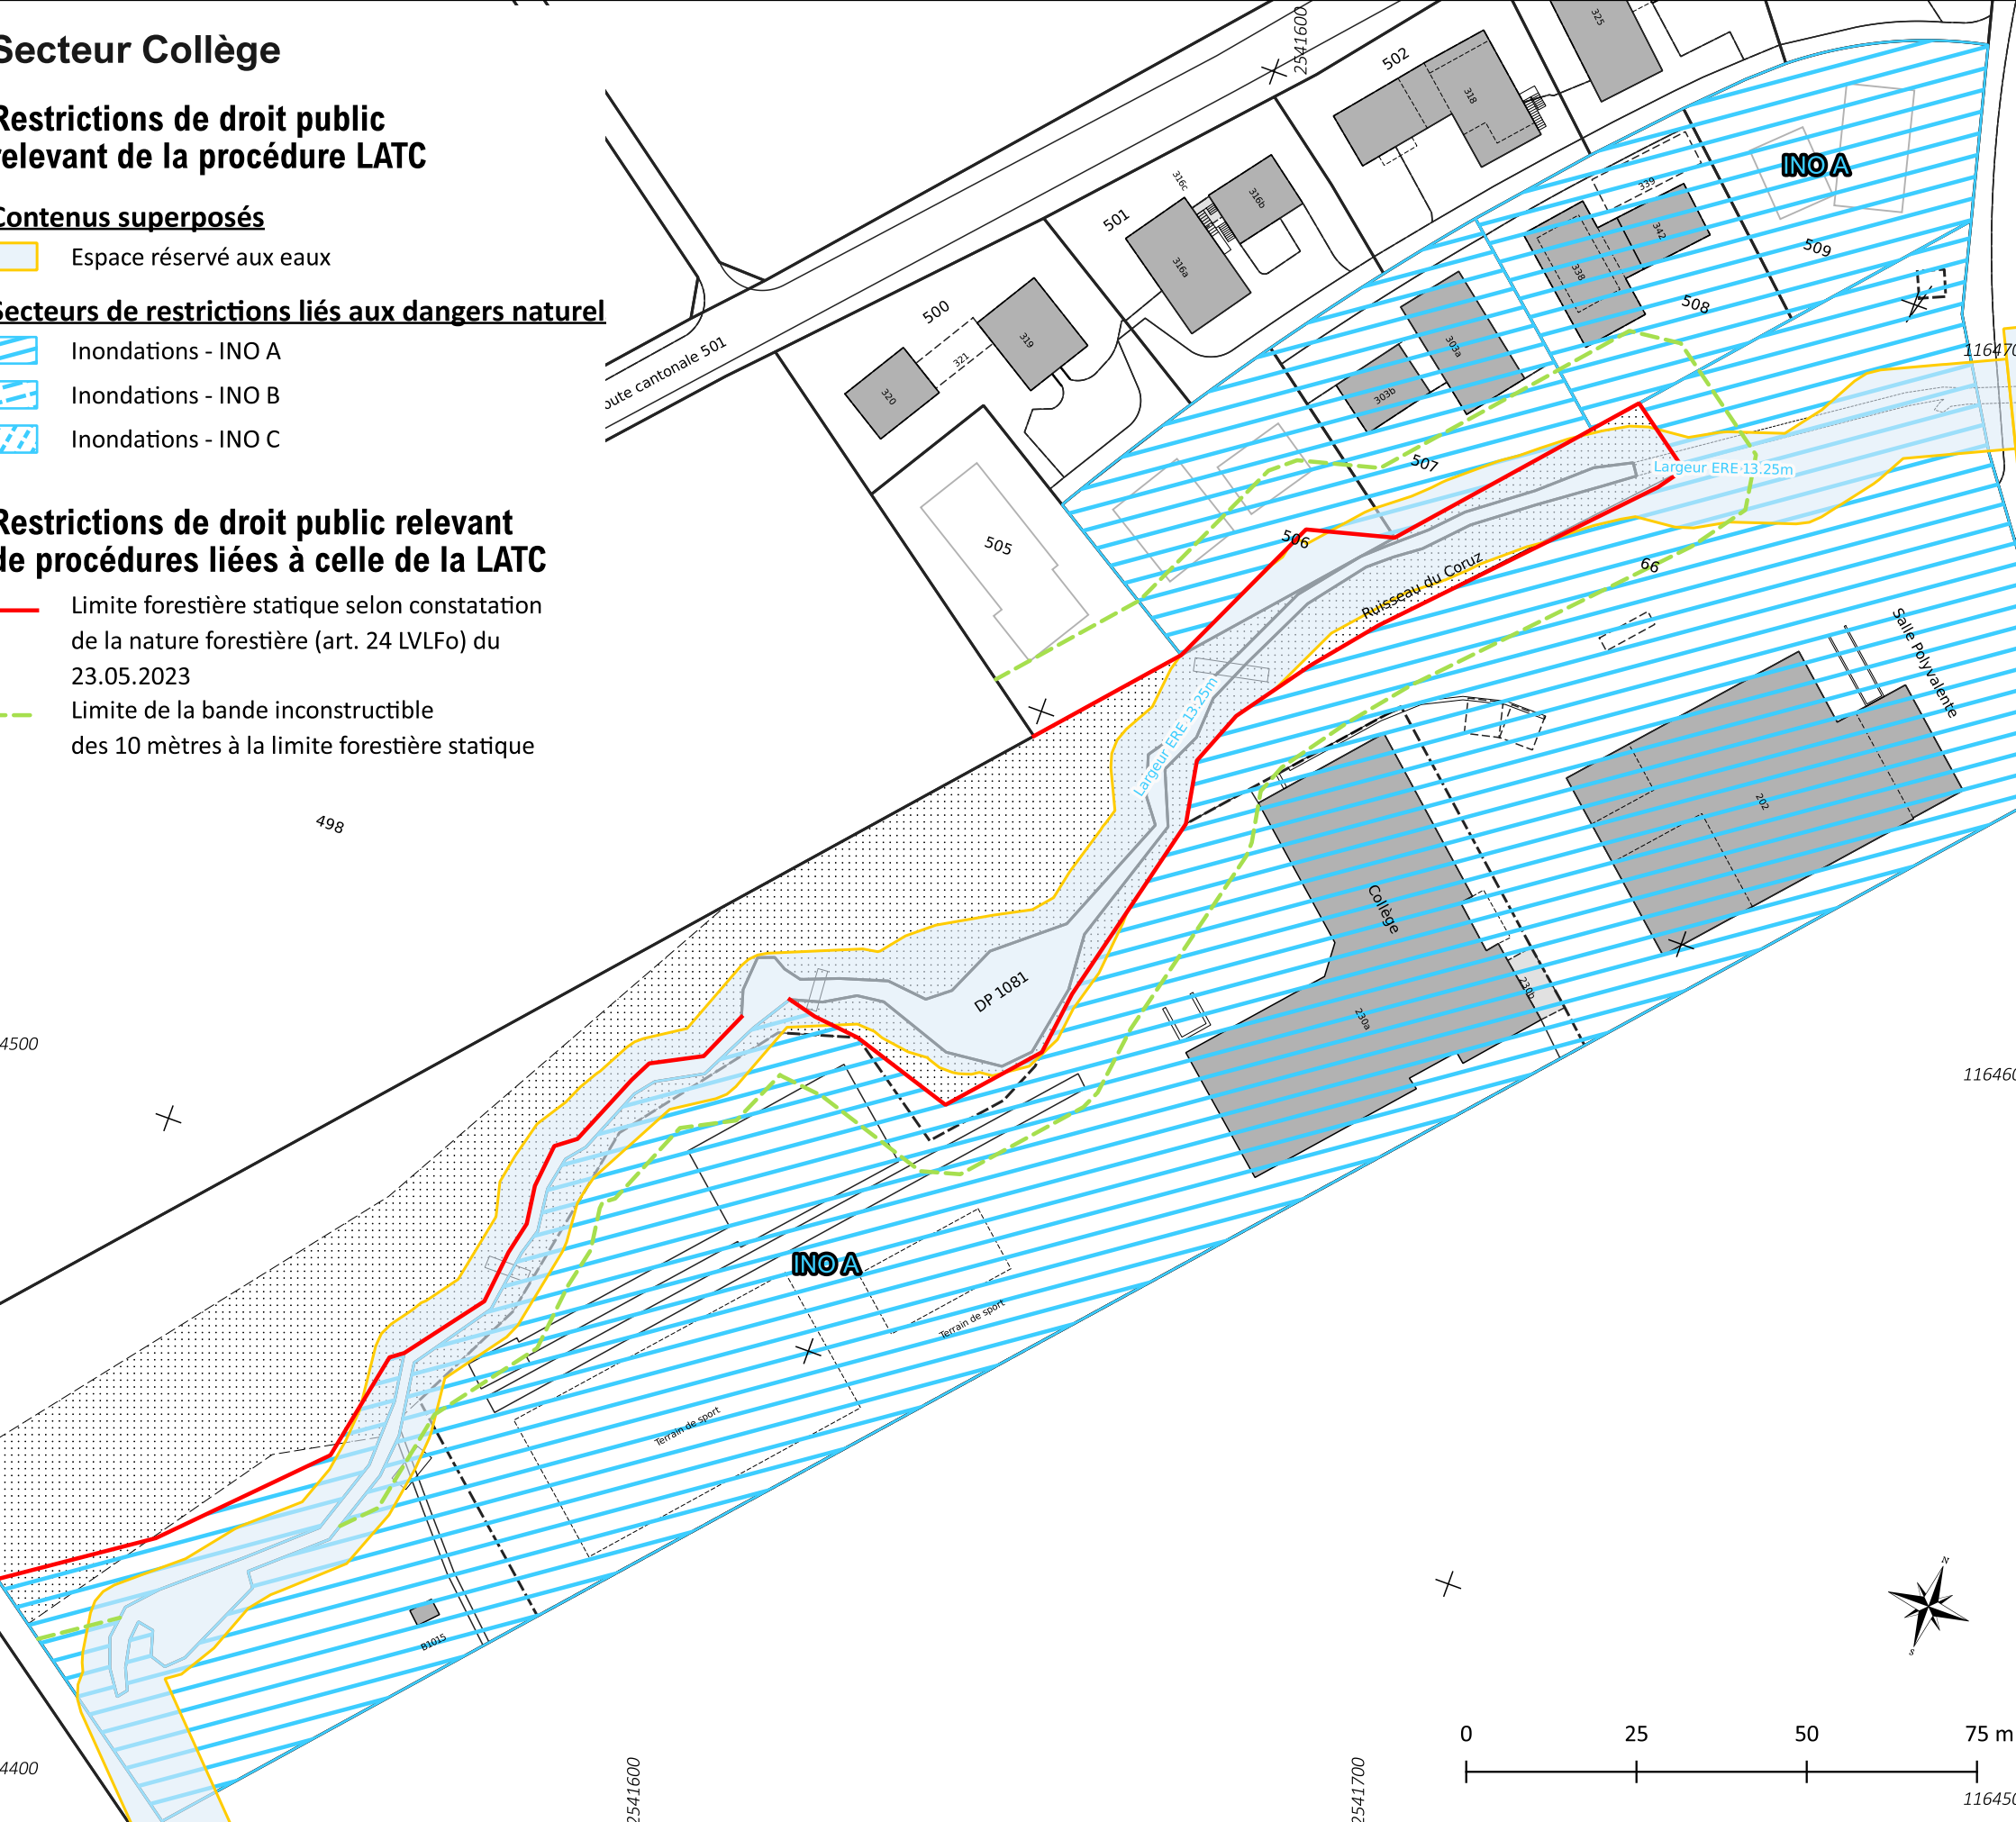 Secteur Collège
Restrictions de droit public
relevant de la procédure LATC
Contenus superposés
Espace réservé aux eaux
Secteurs de restrictions liés aux dangers naturel
Inondations - INO A
Inondations - INO B
Inondations - INO C
Restrictions de droit public relevant
de procédures liées à celle de la LATC
Limite forestière statique selon constatation
de la nature forestière (art. 24 LVLFo) du
23.05.2023
Limite de la bande inconstructible
des 10 mètres à la limite forestière statique
2541600
502
318
325
316c
316b
501
316a
500
319
321
320
oute cantonale 501
INO A
339
342
338
509
508
303a
303b
507
506
505
116470
Largeur ERE 13.25m
66
Ruisseau du Coruz
Largeur ERE 13.25m
Salle Polyvalente
202
Collège
230b
230a
498
DP 1081
4500
116460
INO A
Terrain de sport
Terrain de sport
B1015
4400
2541600
2541700
N
S
0 25 50 75 m
116450